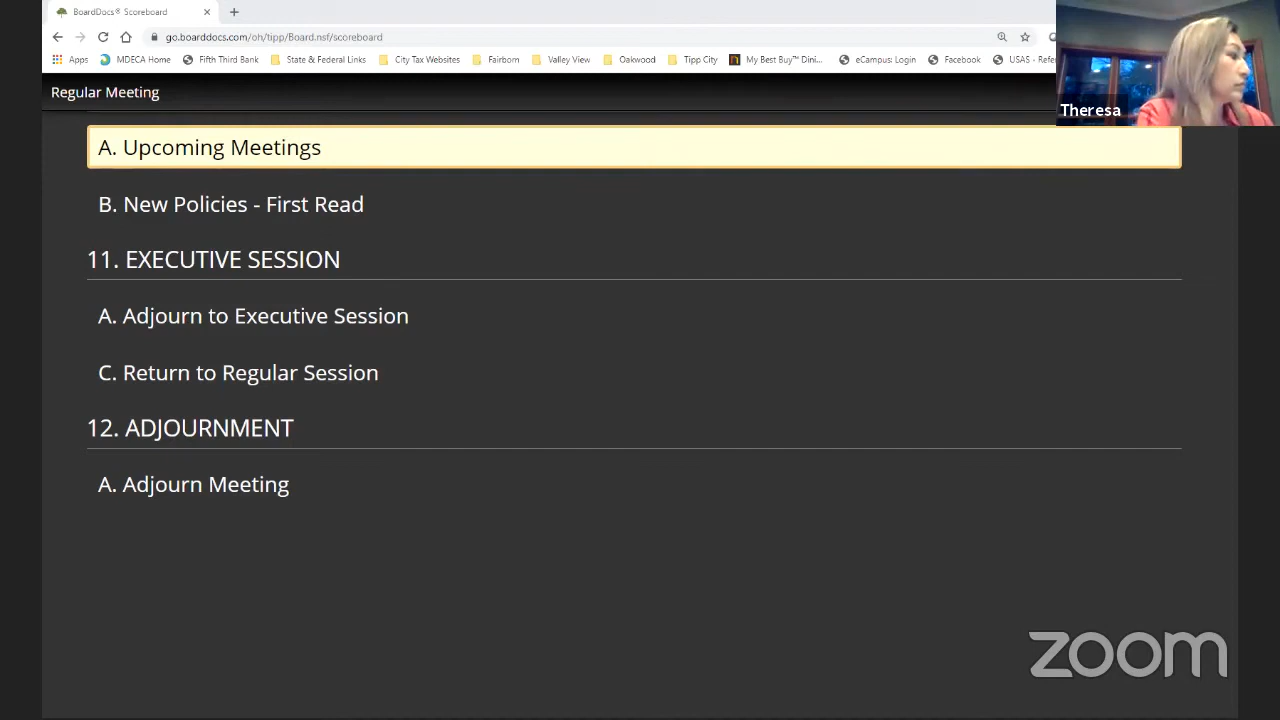 BoardDocs® Scoreboard
go.boarddocs.com/oh/tipp/Board.nsf/scoreboard
Apps MDECA Home Fifth Third Bank State & Federal Links City Tax Websites Fairborn Valley View Oakwood Tipp City My Best Buy™ Dini... eCampus: Login Facebook USAS - Refe
Regular Meeting
Theresa
A. Upcoming Meetings
B. New Policies - First Read
11. EXECUTIVE SESSION
A. Adjourn to Executive Session
C. Return to Regular Session
12. ADJOURNMENT
A. Adjourn Meeting
zoom